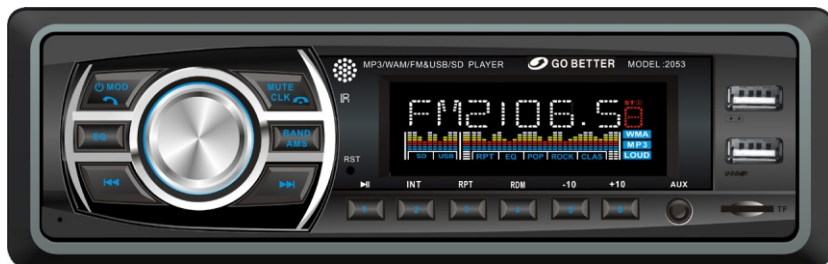 MP3/WAM/FM&USB/SD PLAYER GO BETTER MODEL:2053
MOD
MUTE
CLK
IR
ST
FM2106.5 8
WMA
MP3
LOUD
SD USB RPT EQ POP ROCK CLAS
EQ
BAND
AMS
RST
INT RPT RDM -10 +10 AUX
1 2 3 4 5 6
TF